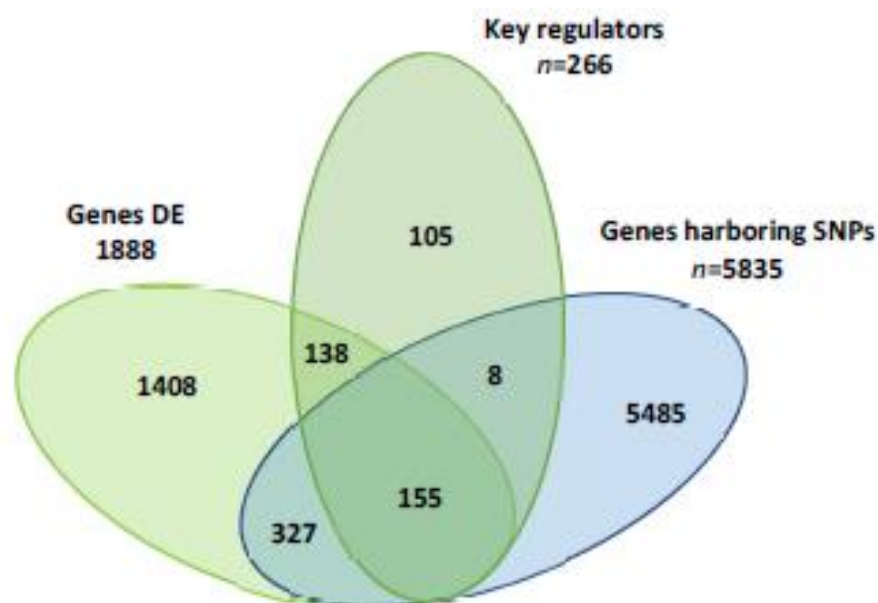 Key regulators
n=266
Genes DE
1888
Genes harboring SNPs
n=5835
105
138
8
1408
5485
155
327